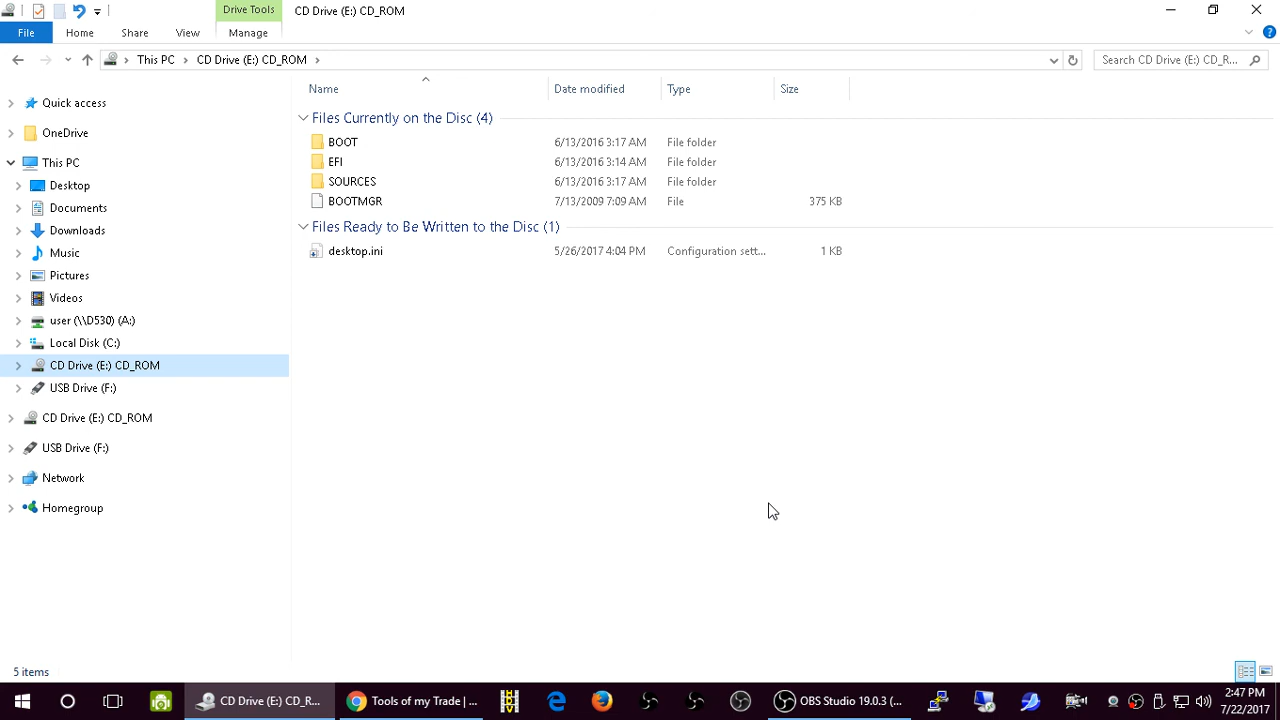 Drive Tools
CD Drive (E:) CD_ROM
File
Home
Share
View
Manage
This PC
CD Drive (E:) CD_ROM
Search CD Drive (E:) CD_R...
Name
Date modified
Type
Size
Quick access
OneDrive
This PC
Desktop
Documents
Downloads
Music
Pictures
Videos
user (\\D530) (A:)
Local Disk (C:)
CD Drive (E:) CD_ROM
USB Drive (F:)
CD Drive (E:) CD_ROM
USB Drive (F:)
Network
Homegroup
Files Currently on the Disc (4)
BOOT 6/13/2016 3:17 AM File folder
EFI 6/13/2016 3:14 AM File folder
SOURCES 6/13/2016 3:17 AM File folder
BOOTMGR 7/13/2009 7:09 AM File 375 KB
Files Ready to Be Written to the Disc (1)
desktop.ini 5/26/2017 4:04 PM Configuration sett... 1 KB
5 items
CD Drive (E:) CD_R...
Tools of my Trade | ...
OBS Studio 19.0.3 (...
2:47 PM
7/22/2017